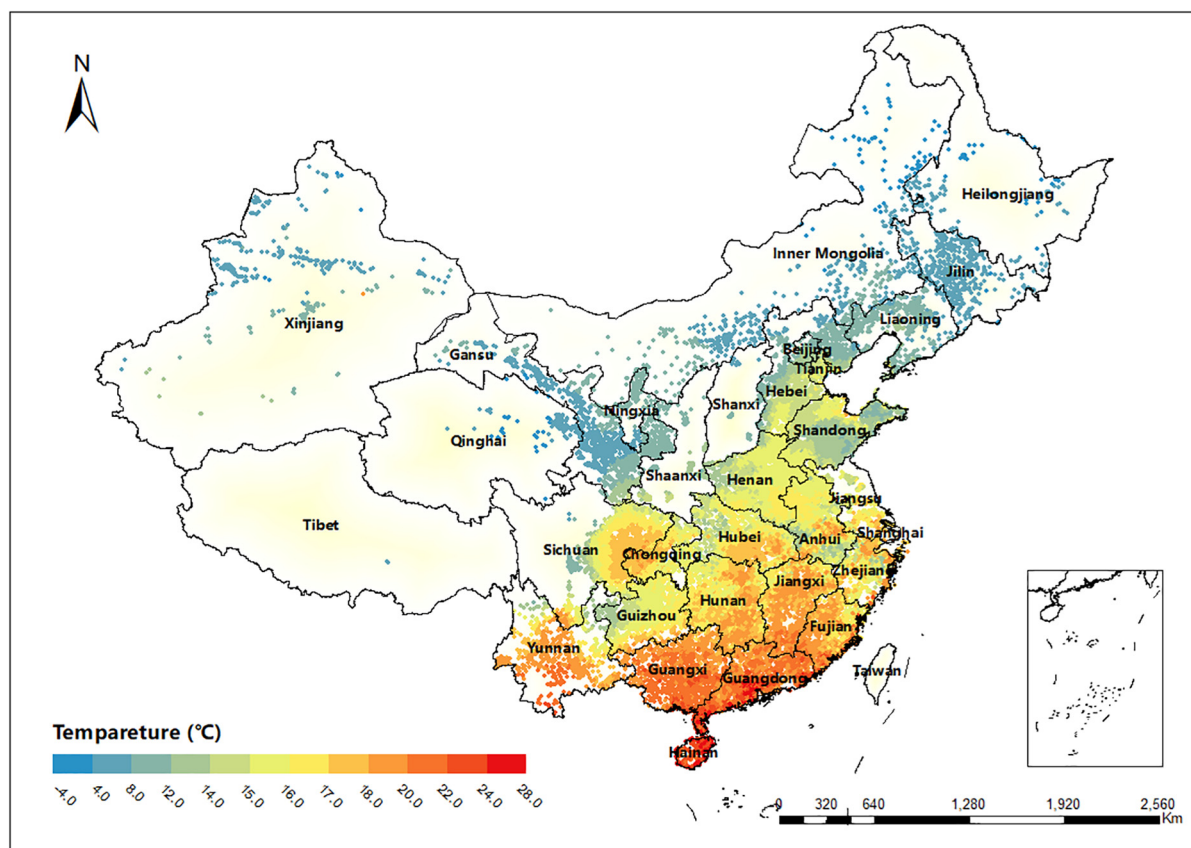 N
Heilongjiang
Inner Mongolia
Jilin
Xinjiang
Liaoning
Gansu
Beijing
Tianjin
Hebei
Ningxia
Shanxi
Qinghai
Shandong
Shaanxi
Henan
Jiangsu
Tibet
Sichuan
Chongqing
Hubei
Anhui
Shanghai
Zhejiang
Jiangxi
Hunan
Guizhou
Fujian
Yunnan
Guangxi
Guangdong
Taiwan
Hainan
Tempareture (℃)
-4.0 4.0 8.0 12.0 14.0 15.0 16.0 17.0 18.0 20.0 22.0 24.0 28.0
0 320 640 1,280 1,920 2,560
Km